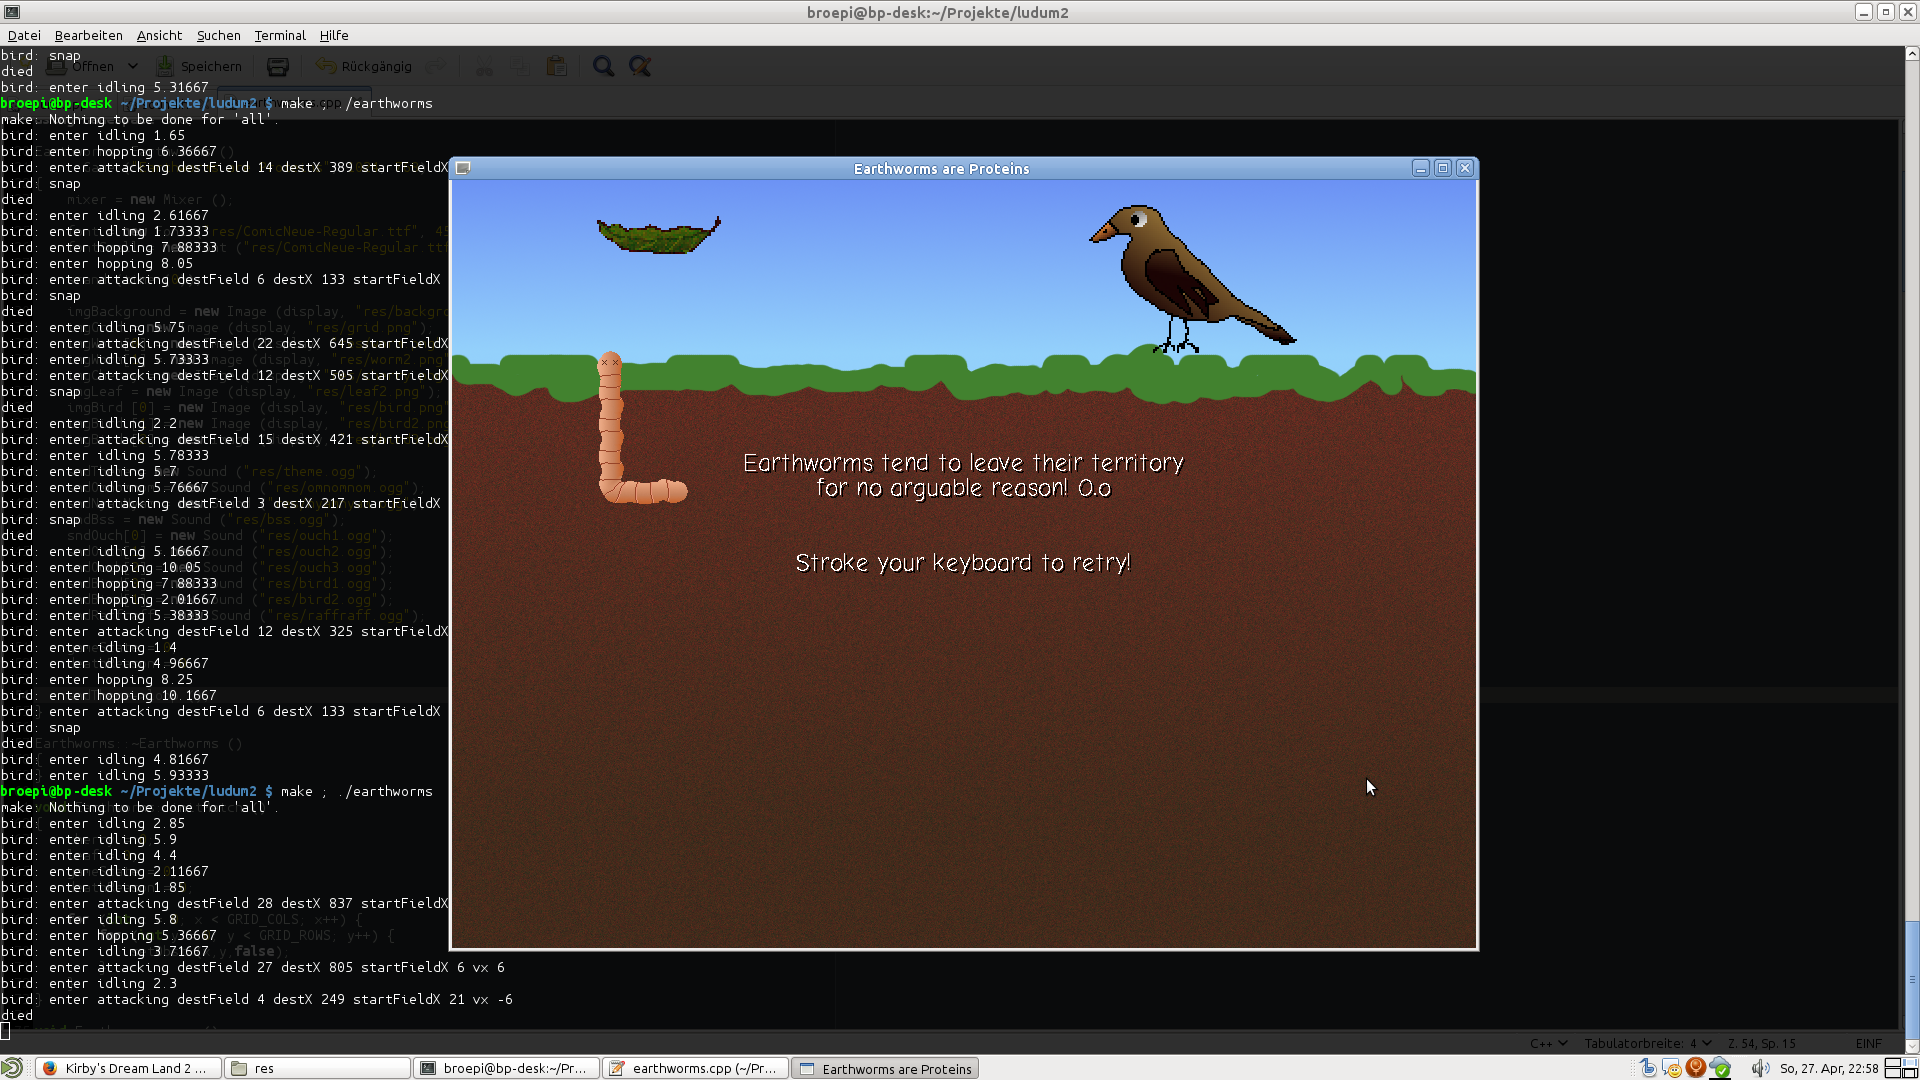 broepi@bp-desk:~/Projekte/ludum2
Datei Bearbeiten Ansicht Suchen Terminal Hilfe
Öffnen Speichern Rückgängig
bird: snap
died
bird: enter idling 5.31667
broepi@bp-desk ~/Projekte/ludum2 $ make ; ./earthworms
make: Nothing to be done for 'all'.
bird: enter idling 1.65
bird: enter hopping 6.36667
bird: enter attacking destField 14 destX 389 startFieldX
bird: snap
died
bird: enter idling 2.61667
bird: enter idling 1.73333
bird: enter hopping 7.88333
bird: enter hopping 8.05
bird: enter attacking destField 6 destX 133 startFieldX
bird: snap
died
bird: enter idling 5.75
bird: enter attacking destField 22 destX 645 startFieldX
bird: enter idling 5.73333
bird: enter attacking destField 12 destX 505 startFieldX
bird: snap
died
bird: enter idling 2.2
bird: enter attacking destField 15 destX 421 startFieldX
bird: enter idling 5.78333
bird: enter idling 5.7
bird: enter idling 5.76667
bird: enter attacking destField 3 destX 217 startFieldX
bird: snap
died
bird: enter idling 5.16667
bird: enter hopping 10.05
bird: enter hopping 7.88333
bird: enter hopping 2.01667
bird: enter idling 5.38333
bird: enter attacking destField 12 destX 325 startFieldX
bird: enter idling 1.4
bird: enter idling 4.96667
bird: enter hopping 8.25
bird: enter hopping 10.1667
bird: enter attacking destField 6 destX 133 startFieldX
bird: snap
died
bird: enter idling 4.81667
bird: enter idling 5.93333
broepi@bp-desk ~/Projekte/ludum2 $ make ; ./earthworms
make: Nothing to be done for 'all'.
bird: enter idling 2.85
bird: enter idling 5.9
bird: enter idling 4.4
bird: enter idling 2.11667
bird: enter idling 1.85
bird: enter attacking destField 28 destX 837 startFieldX
bird: enter idling 5.8
bird: enter hopping 5.36667
bird: enter idling 3.71667
bird: enter attacking destField 27 destX 805 startFieldX 6 vx 6
bird: enter idling 2.3
bird: enter attacking destField 4 destX 249 startFieldX 21 vx -6
died
Earthworms are Proteins
Earthworms tend to leave their territory
for no arguable reason! O.o
Stroke your keyboard to retry!
C++ Tabulatorbreite: 4 Z. 54, Sp. 15 EINF
Kirby's Dream Land 2 ... res broepi@bp-desk:~/Pr... earthworms.cpp (~/Pr... Earthworms are Proteins So, 27. Apr, 22:58